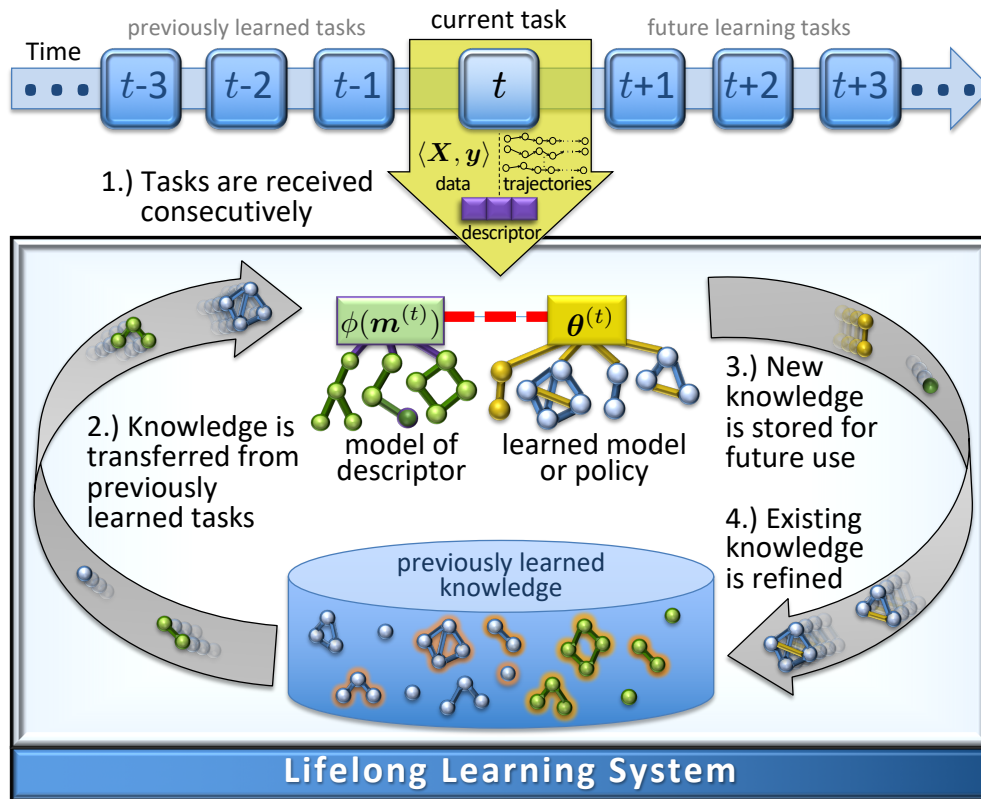 previously learned tasks
current task
future learning tasks
Time
t-3
t-2
t-1
t
t+1
t+2
t+3
⟨X, y⟩
data
trajectories
descriptor
1.) Tasks are received
consecutively
ϕ(m^(t))
θ^(t)
model of
descriptor
learned model
or policy
2.) Knowledge is
transferred from
previously
learned tasks
3.) New
knowledge
is stored for
future use
4.) Existing
knowledge
is refined
previously learned
knowledge
Lifelong Learning System